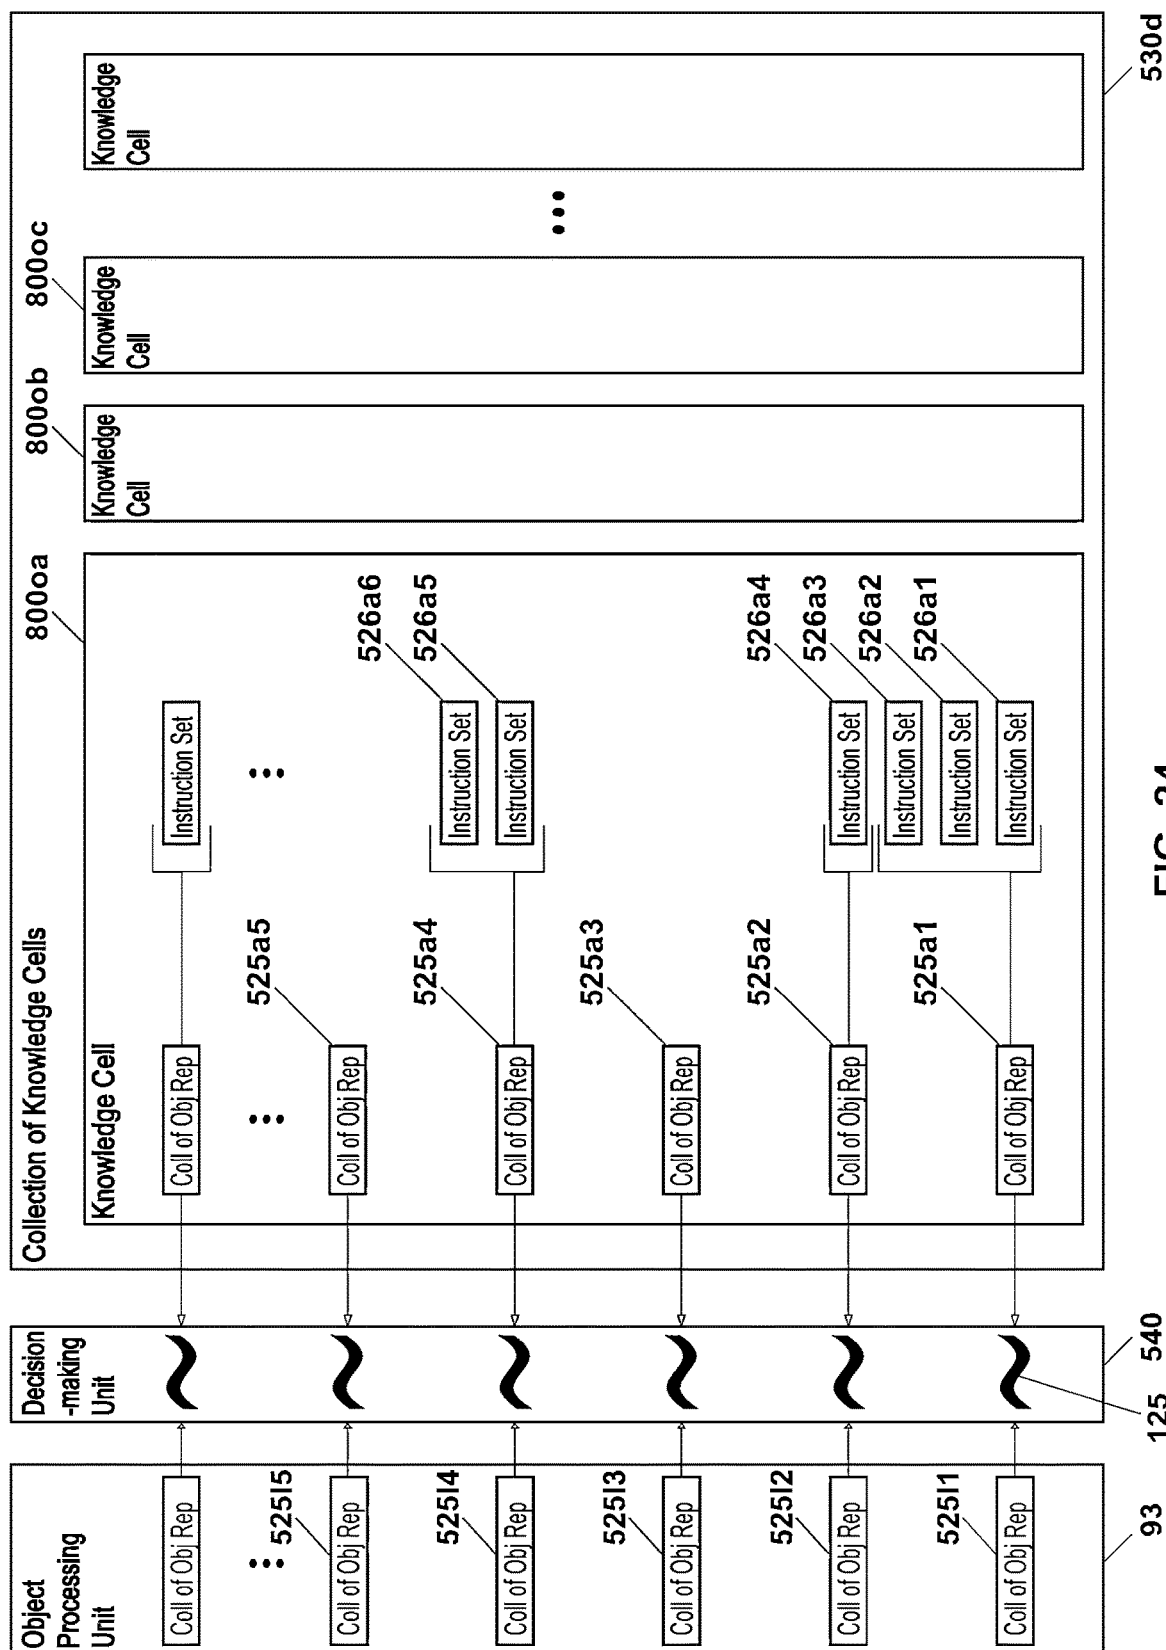 Object
Processing
Unit
Coll of Obj Rep
525l5
Coll of Obj Rep
525l4
Coll of Obj Rep
525l3
Coll of Obj Rep
525l2
Coll of Obj Rep
525l1
Coll of Obj Rep
93
Decision
-making
Unit
125
540
Collection of Knowledge Cells
Knowledge Cell
800oa
Coll of Obj Rep
Instruction Set
525a5
Coll of Obj Rep
525a4
Coll of Obj Rep
526a6
Instruction Set
526a5
Instruction Set
525a3
Coll of Obj Rep
525a2
Coll of Obj Rep
526a4
Instruction Set
526a3
Instruction Set
526a2
Instruction Set
525a1
Coll of Obj Rep
526a1
Instruction Set
800ob
Knowledge
Cell
800oc
Knowledge
Cell
Knowledge
Cell
530d
FIG.